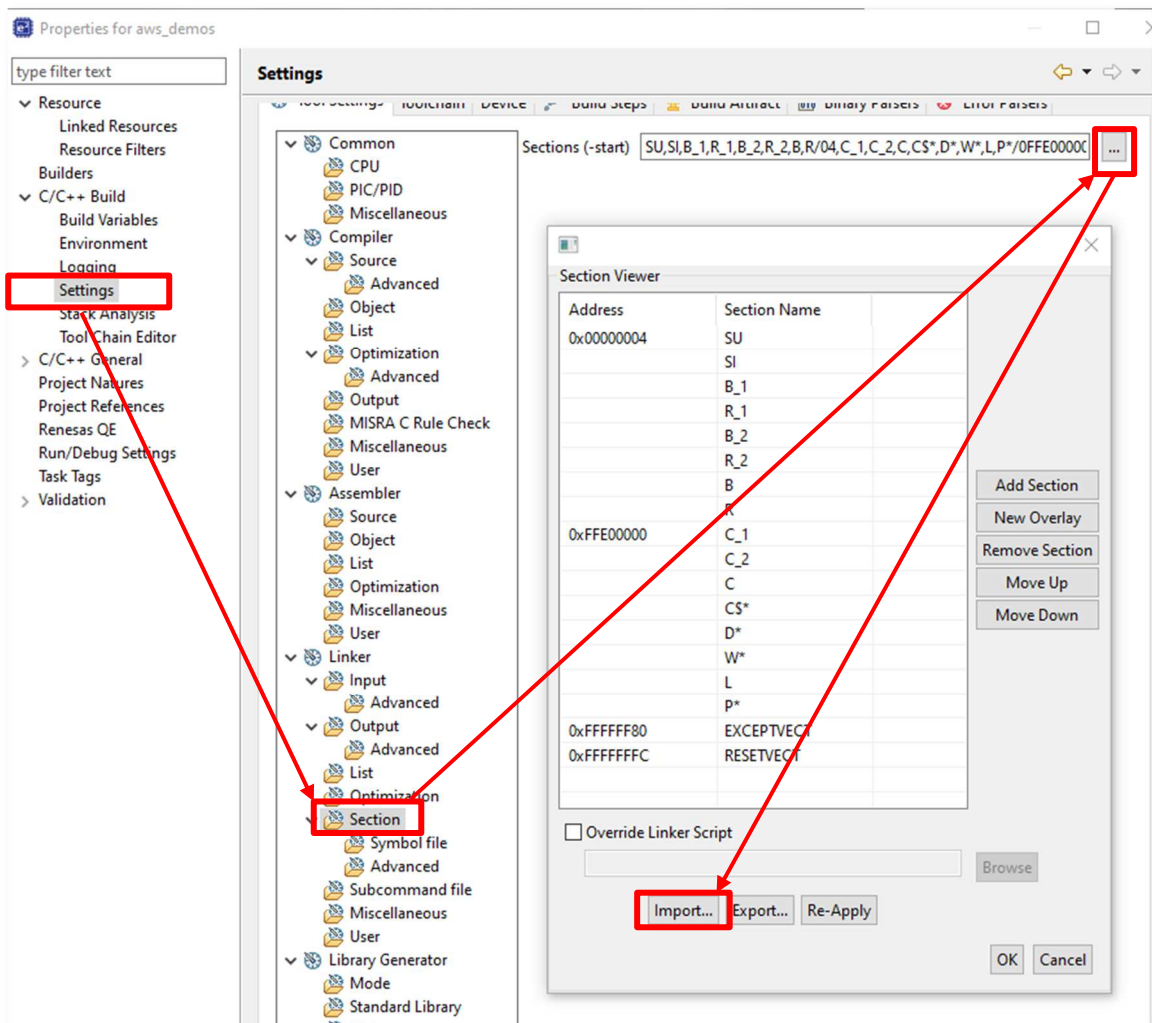 Properties for aws_demos
type filter text
Resource
Linked Resources
Resource Filters
Builders
C/C++ Build
Build Variables
Environment
Logging
Settings
Stack Analysis
Tool Chain Editor
C/C++ General
Project Natures
Project References
Renesas QE
Run/Debug Settings
Task Tags
Validation
Settings
Tool Settings Toolchain Device Build Steps Build Artifact Binary Parsers Error Parsers
Common
CPU
PIC/PID
Miscellaneous
Compiler
Source
Advanced
Object
List
Optimization
Advanced
Output
MISRA C Rule Check
Miscellaneous
User
Assembler
Source
Object
List
Optimization
Miscellaneous
User
Linker
Input
Advanced
Output
Advanced
List
Optimization
Section
Symbol file
Advanced
Subcommand file
Miscellaneous
User
Library Generator
Mode
Standard Library
Sections (-start) SU,SI,B_1,R_1,B_2,R_2,B,R/04,C_1,C_2,C,C$*,D*,W*,L,P*/0FFE00000 ...
Section Viewer
Address Section Name
0x00000004 SU
SI
B_1
R_1
B_2
R_2
B
R
0xFFE00000 C_1
C_2
C
C$*
D*
W*
L
P*
0xFFFFFF80 EXCEPTVECT
0xFFFFFFFC RESETVECT
Add Section
New Overlay
Remove Section
Move Up
Move Down
Override Linker Script
Browse
Import... Export... Re-Apply
OK Cancel